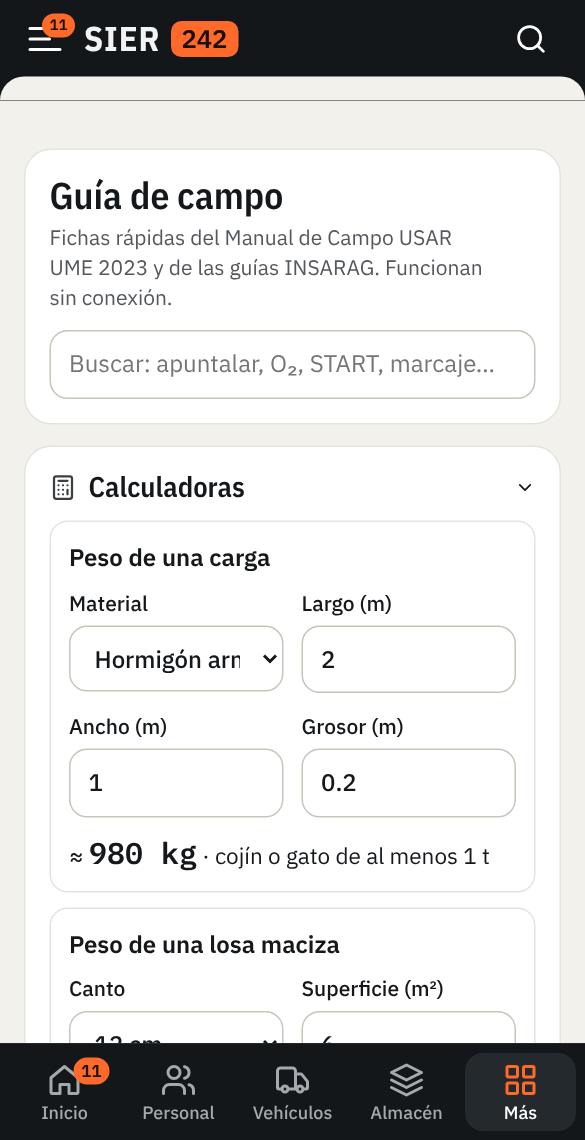 11
SIER 242
Guía de campo
Fichas rápidas del Manual de Campo USAR
UME 2023 y de las guías INSARAG. Funcionan
sin conexión.
Buscar: apuntalar, O₂, START, marcaje...
Calculadoras
Peso de una carga
Material Largo (m)
Hormigón arn 2
Ancho (m) Grosor (m)
1 0.2
≈ 980 kg · cojín o gato de al menos 1 t
Peso de una losa maciza
Canto Superficie (m²)
11
Inicio Personal Vehículos Almacén Más